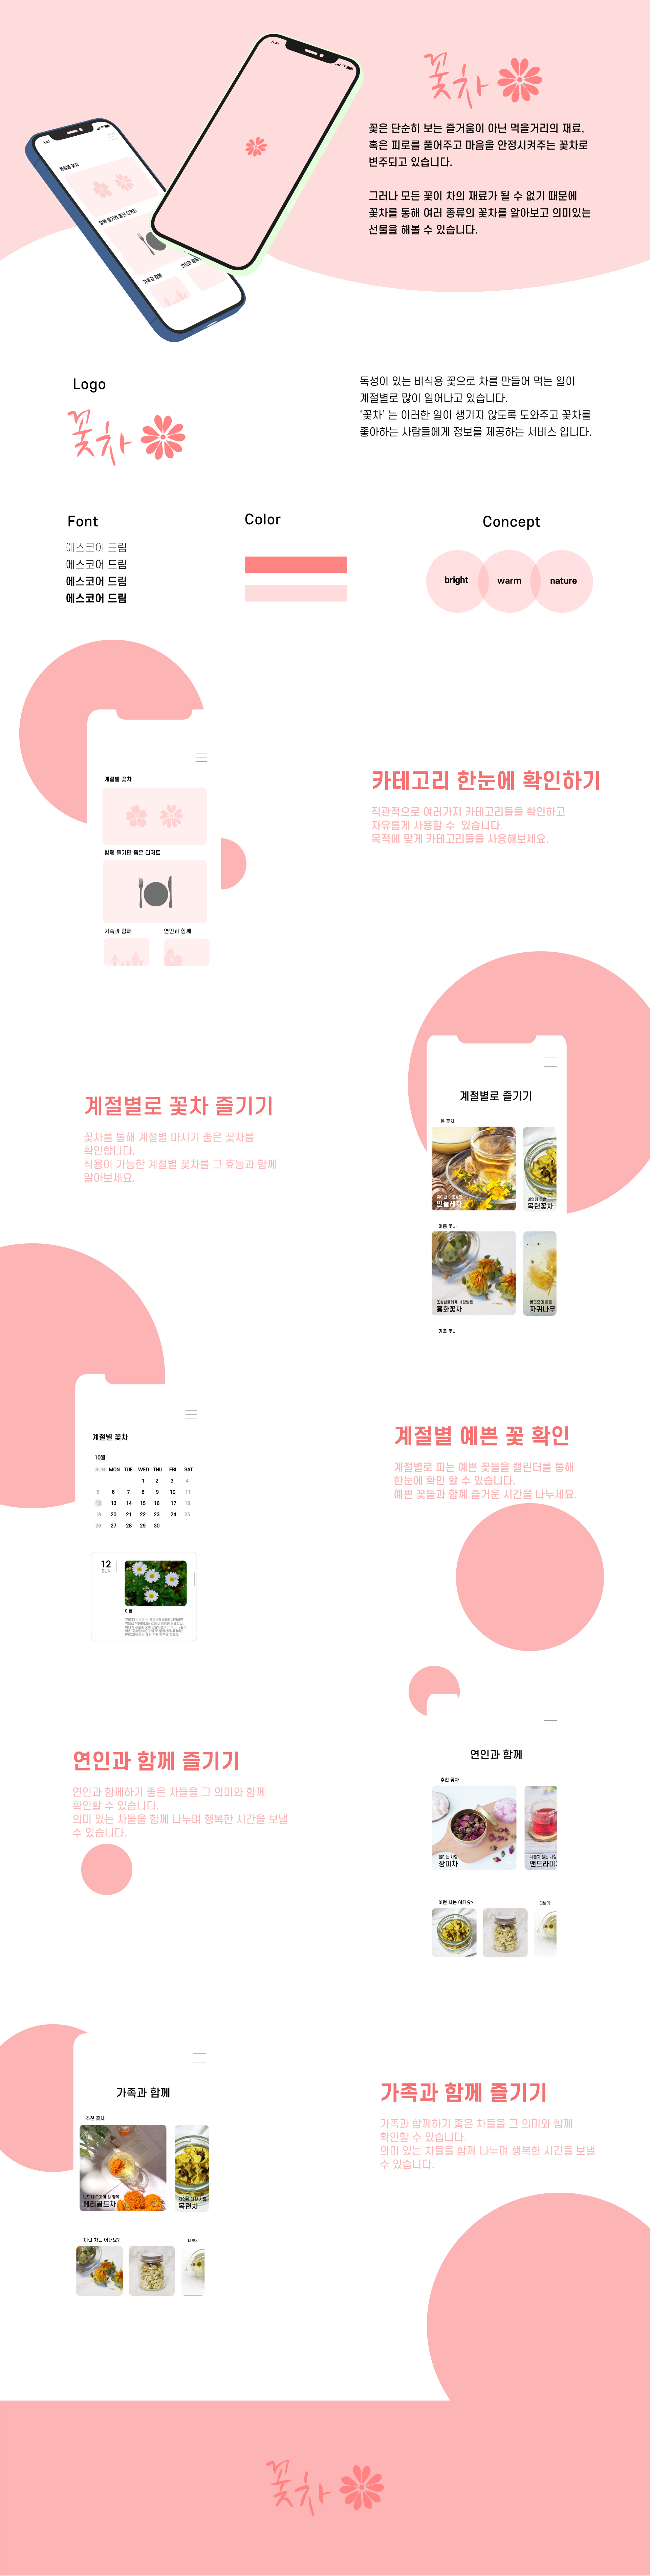 9:41
9:41
계절별 꽃차
함께 즐기면 좋은 디저트
가족과 함께
꽃차
꽃은 단순히 보는 즐거움이 아닌 먹을거리의 재료,
혹은 피로를 풀어주고 마음을 안정시켜주는 꽃차로
변주되고 있습니다.
그러나 모든 꽃이 차의 재료가 될 수 없기 때문에
꽃차를 통해 여러 종류의 꽃차를 알아보고 의미있는
선물을 해볼 수 있습니다.
Logo
꽃차
독성이 있는 비식용 꽃으로 차를 만들어 먹는 일이
계절별로 많이 일어나고 있습니다.
'꽃차' 는 이러한 일이 생기지 않도록 도와주고 꽃차를
좋아하는 사람들에게 정보를 제공하는 서비스 입니다.
Font
에스코어 드림
에스코어 드림
에스코어 드림
에스코어 드림
Color
Concept
bright
warm
nature
계절별 꽃차
함께 즐기면 좋은 디저트
가족과 함께
연인과 함께
카테고리 한눈에 확인하기
직관적으로 여러가지 카테고리들을 확인하고
자유롭게 사용할 수 있습니다.
목적에 맞게 카테고리들을 사용해보세요.
계절별로 꽃차 즐기기
꽃차를 통해 계절별 마시기 좋은 꽃차를
확인합니다.
식용이 가능한 계절별 꽃차를 그 효능과 함께
알아보세요.
계절별로 즐기기
봄 꽃차
민들레차
목련꽃차
여름 꽃차
홍화꽃차
자귀나무
가을 꽃차
계절별 꽃차
10월
SUN MON TUE WED THU FRI SAT
1 2 3 4
5 6 7 8 9 10 11
12 13 14 15 16 17 18
19 20 21 22 23 24 25
26 27 28 29 30
12
SUN
이름
계절별 예쁜 꽃 확인
계절별로 피는 예쁜 꽃들을 캘린더를 통해
한눈에 확인 할 수 있습니다.
예쁜 꽃들과 함께 즐거운 시간을 나누세요.
연인과 함께 즐기기
연인과 함께하기 좋은 차들을 그 의미와 함께
확인할 수 있습니다.
의미 있는 차들을 함께 나누며 행복한 시간을 보낼
수 있습니다.
연인과 함께
추천 꽃차
불타는 사랑
장미차
시들지 않는 사랑
맨드라미
이런 차는 어때요?
더보기
가족과 함께
추천 꽃차
메리골드차
목련차
이런 차는 어때요?
더보기
가족과 함께 즐기기
가족과 함께하기 좋은 차들을 그 의미와 함께
확인할 수 있습니다.
의미 있는 차들을 함께 나누며 행복한 시간을 보낼
수 있습니다.
꽃차